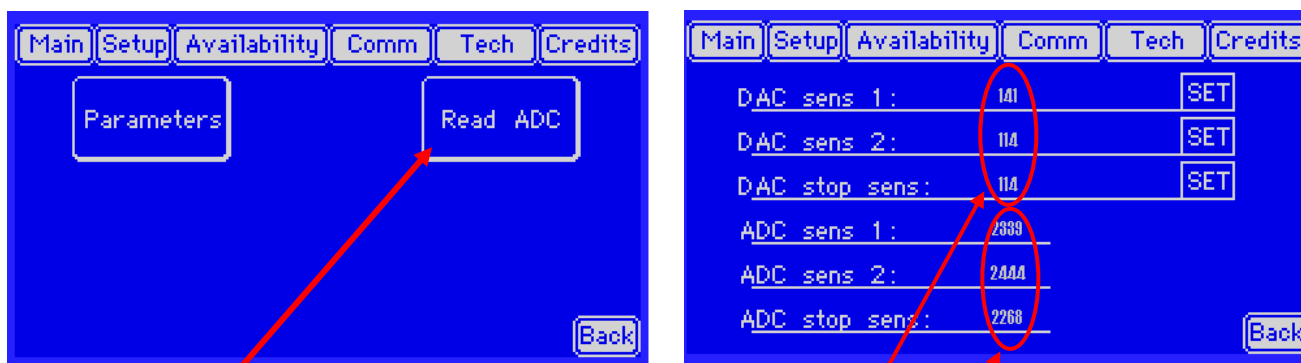 Main Setup Availability Comm Tech Credits
Parameters Read ADC
Back
Main Setup Availability Comm Tech Credits
DAC sens 1: 141 SET
DAC sens 2: 114 SET
DAC stop sens: 114 SET
ADC sens 1: 2339
ADC sens 2: 2444
ADC stop sens: 2268
Back